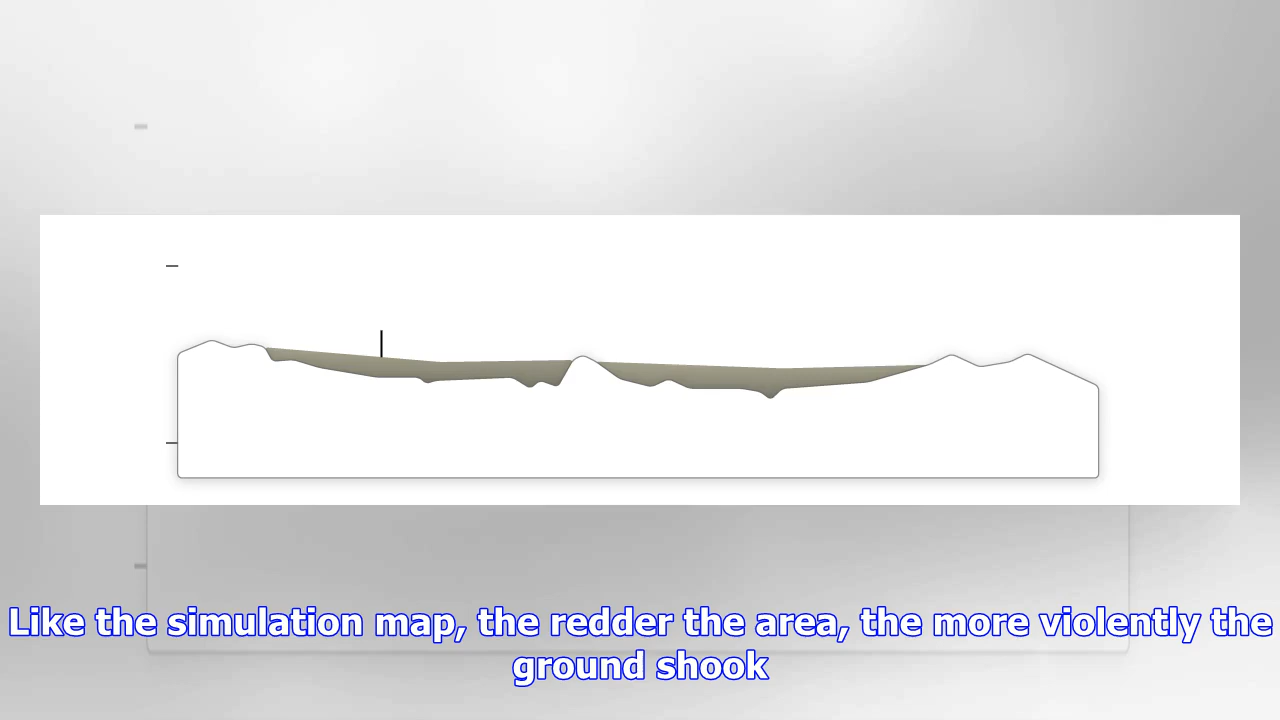 Like the simulation map, the redder the area, the more violently the
ground shook